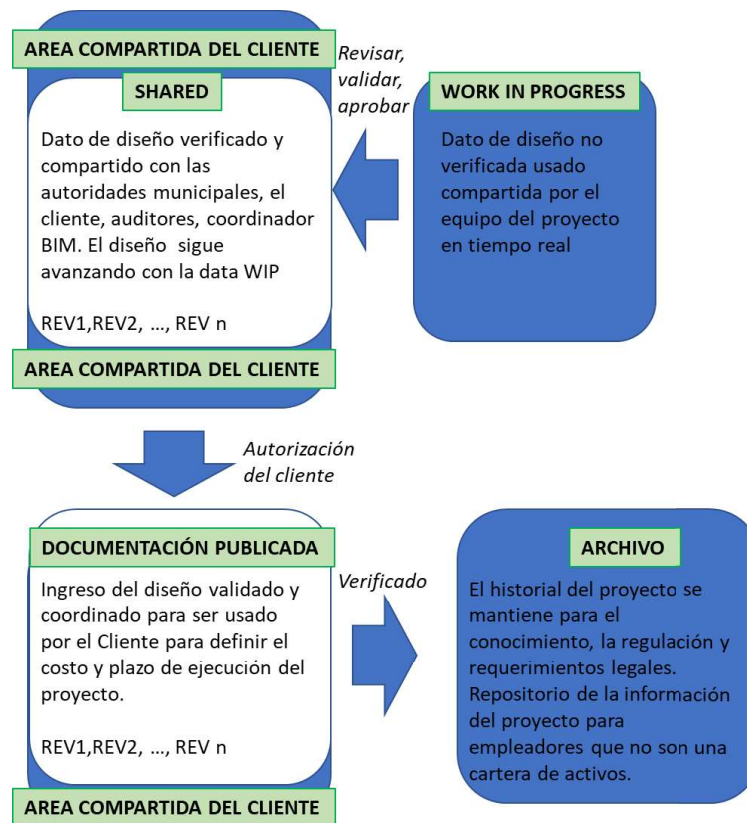 AREA COMPARTIDA DEL CLIENTE
SHARED
Dato de diseño verificado y
compartido con las
autoridades municipales, el
cliente, auditores, coordinador
BIM. El diseño sigue
avanzando con la data WIP
REV1,REV2, ..., REV n
AREA COMPARTIDA DEL CLIENTE
Revisar,
validar,
aprobar
WORK IN PROGRESS
Dato de diseño no
verificada usado
compartida por el
equipo del proyecto
en tiempo real
Autorización
del cliente
DOCUMENTACIÓN PUBLICADA
Ingreso del diseño validado y
coordinado para ser usado
por el Cliente para definir el
costo y plazo de ejecución del
proyecto.
REV1,REV2, ..., REV n
AREA COMPARTIDA DEL CLIENTE
Verificado
ARCHIVO
El historial del proyecto se
mantiene para el
conocimiento, la regulación y
requerimientos legales.
Repositorio de la información
del proyecto para
empleadores que no son una
cartera de activos.